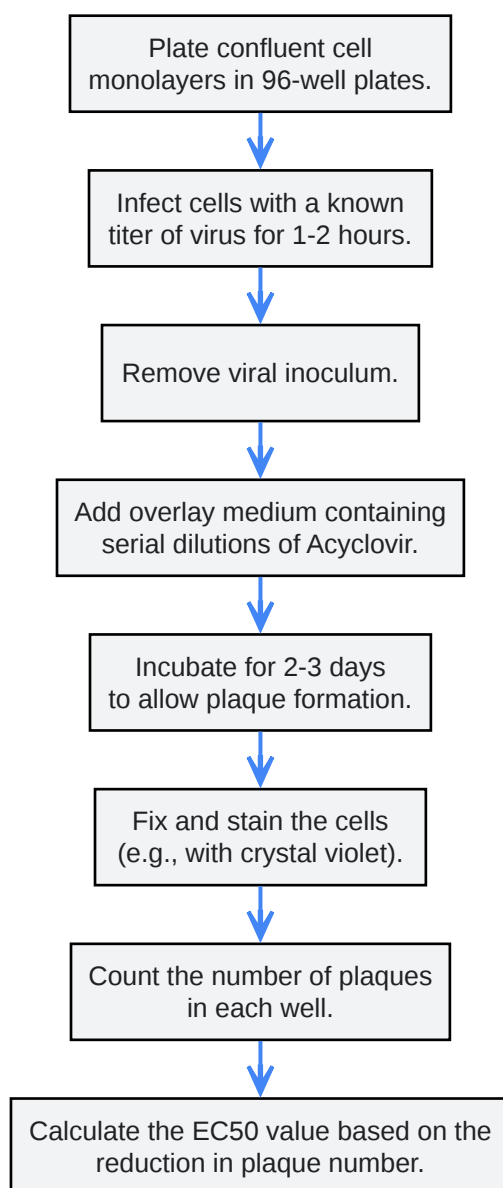 Plate confluent cell
monolayers in 96-well plates.
Infect cells with a known
titer of virus for 1-2 hours.
Remove viral inoculum.
Add overlay medium containing
serial dilutions of Acyclovir.
Incubate for 2-3 days
to allow plaque formation.
Fix and stain the cells
(e.g., with crystal violet).
Count the number of plaques
in each well.
Calculate the EC50 value based on the
reduction in plaque number.